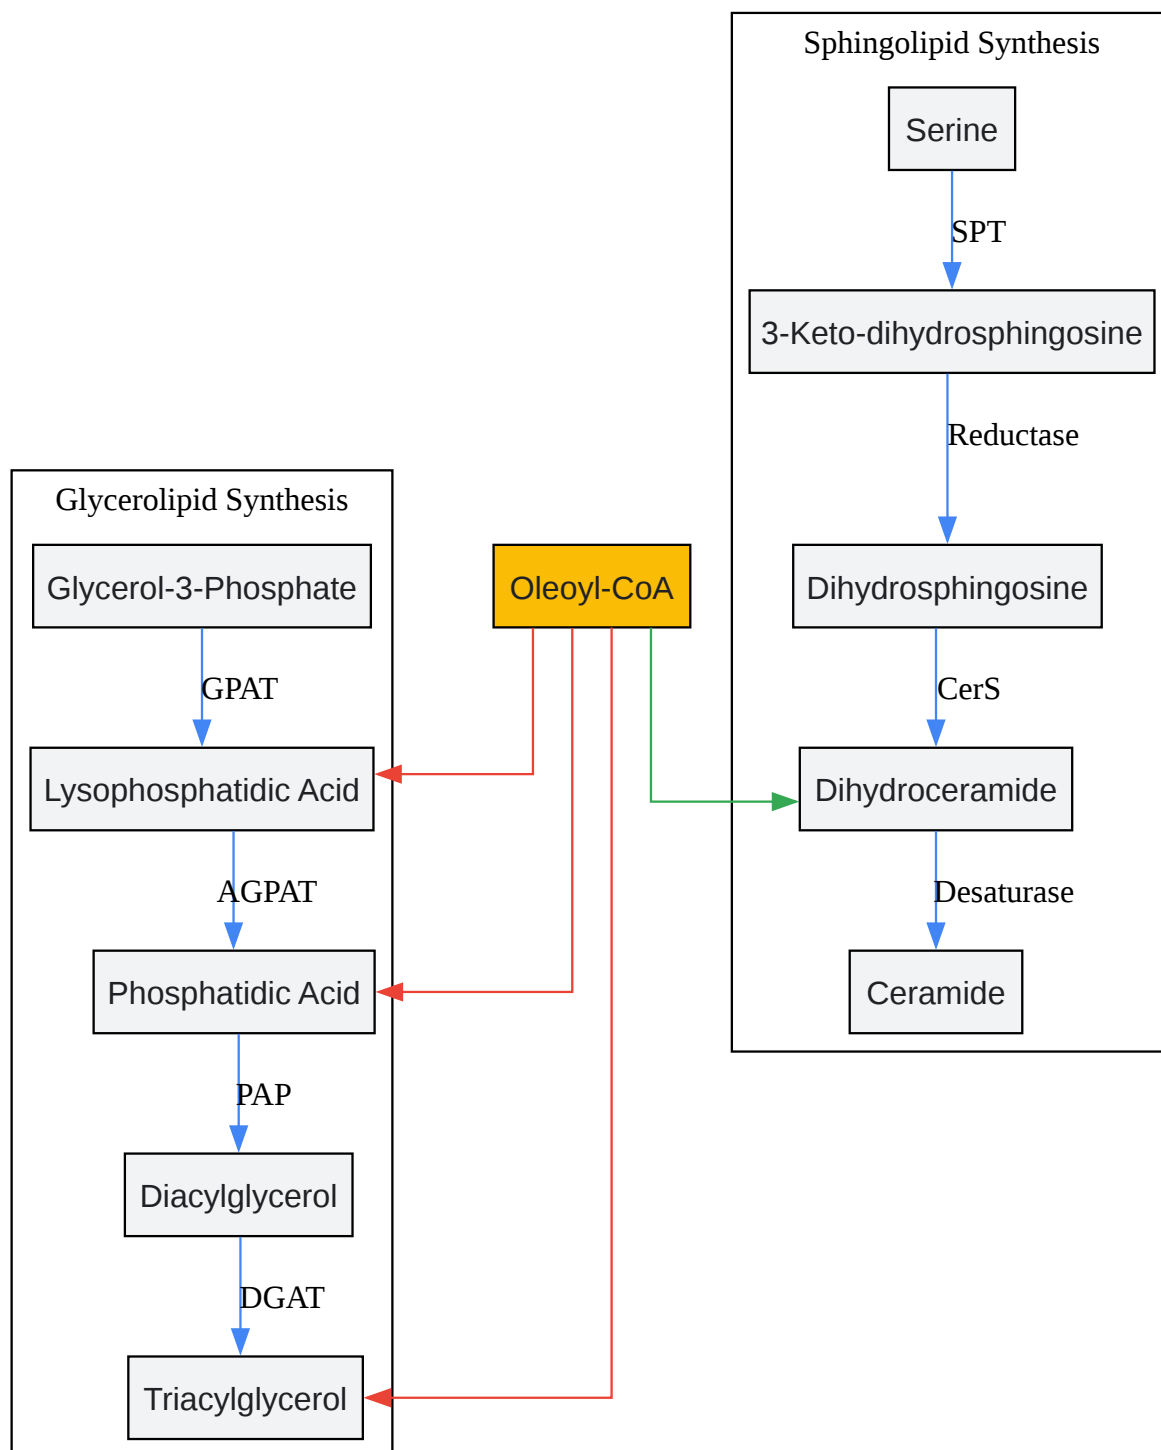 Sphingolipid Synthesis
Serine
SPT
3-Keto-dihydrosphingosine
Reductase
Glycerolipid Synthesis
Glycerol-3-Phosphate
Oleoyl-CoA
Dihydrosphingosine
GPAT
CerS
Lysophosphatidic Acid
Dihydroceramide
AGPAT
Desaturase
Phosphatidic Acid
Ceramide
PAP
Diacylglycerol
DGAT
Triacylglycerol